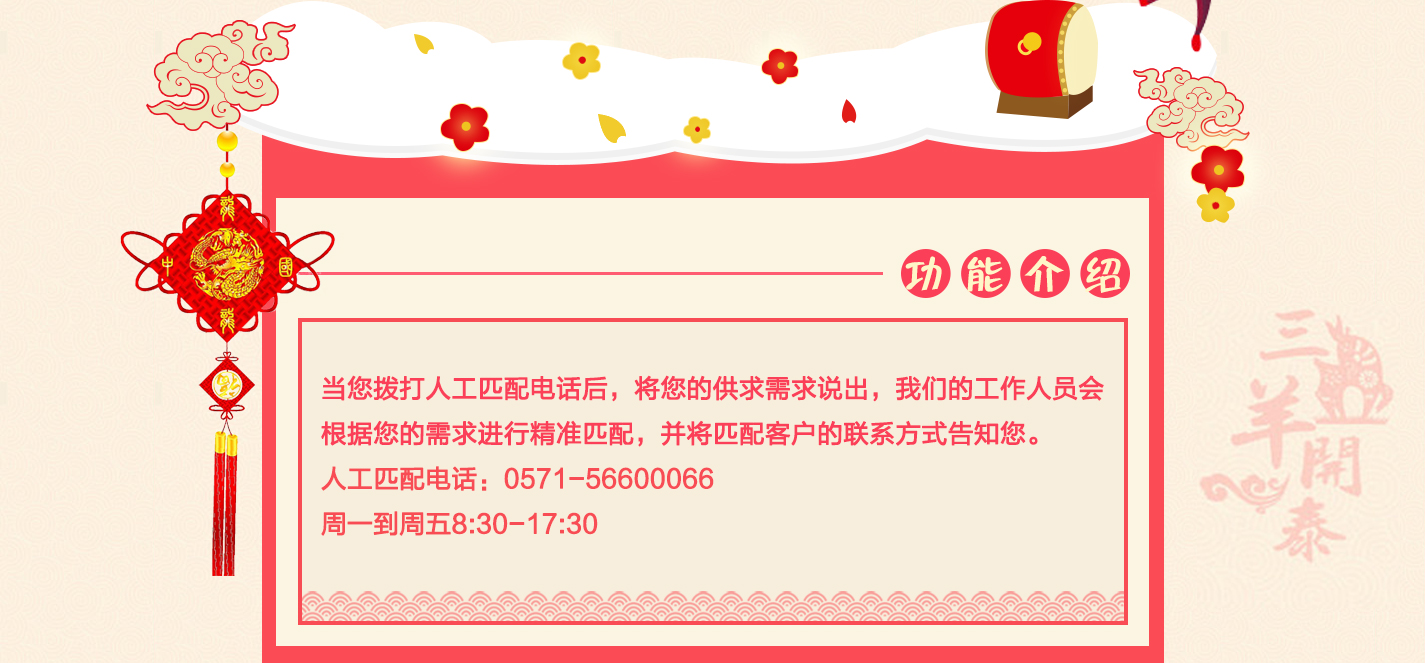 功能介绍
当您拨打人工匹配电话后，将您的供求需求说出，我们的工作人员会
根据您的需求进行精准匹配，并将匹配客户的联系方式告知您。
人工匹配电话：0571-56600066
周一到周五8:30-17:30
龍
中
國
龍
三羊開泰